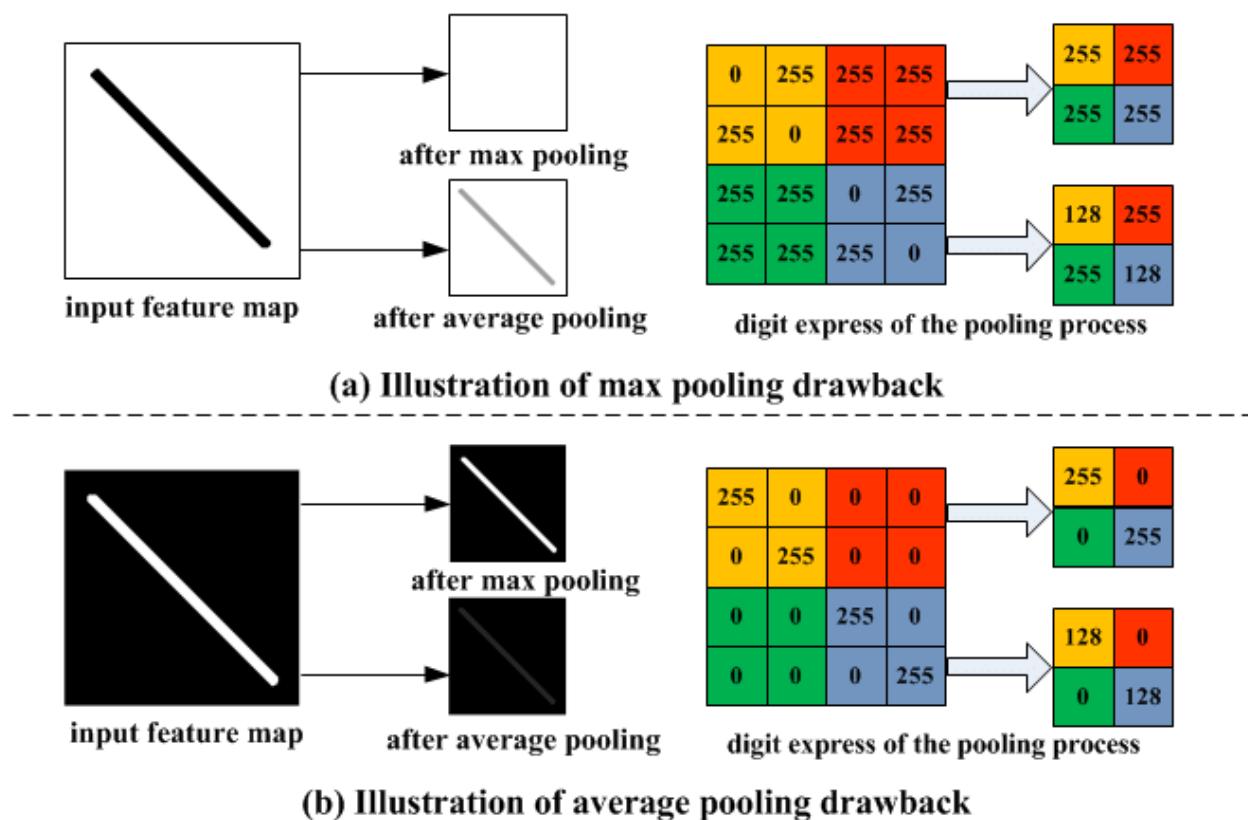 0 255 255 255
255 0 255 255
255 255 0 255
255 255 255 0
255 255
255 255
128 255
255 128
after max pooling
input feature map
after average pooling
digit express of the pooling process
(a) Illustration of max pooling drawback
255 0 0 0
0 255 0 0
0 0 255 0
0 0 0 255
255 0
0 255
128 0
0 128
after max pooling
input feature map
after average pooling
digit express of the pooling process
(b) Illustration of average pooling drawback